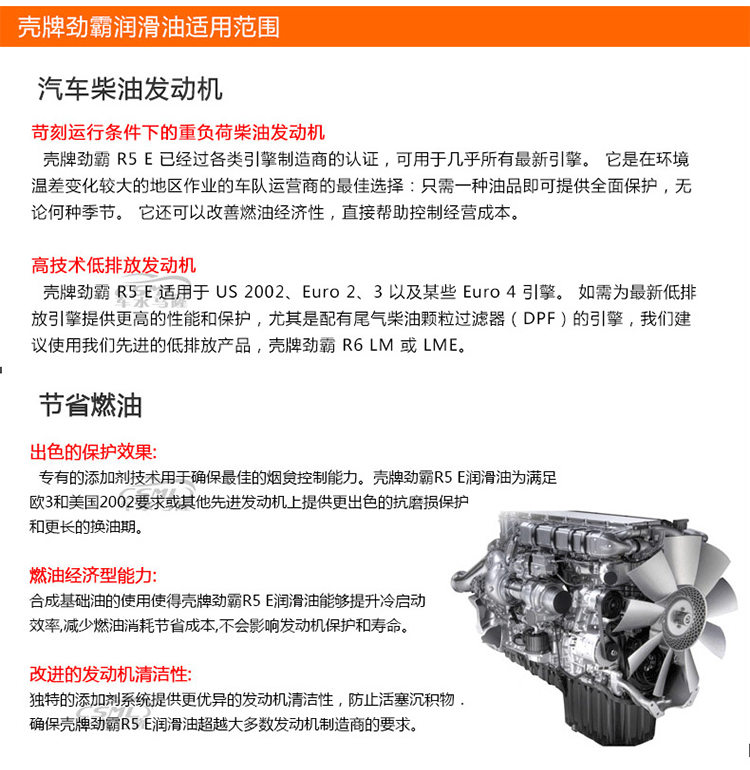 壳牌劲霸润滑油适用范围
汽车柴油发动机
苛刻运行条件下的重负荷柴油发动机
壳牌劲霸 R5 E 已经过各类引擎制造商的认证，可用于几乎所有最新引擎。 它是在环境
温差变化较大的地区作业的车队运营商的最佳选择：只需一种油品即可提供全面保护，无
论何种季节。 它还可以改善燃油经济性，直接帮助控制经营成本。
高技术低排放发动机
壳牌劲霸 R5 E 适用于 US 2002、Euro 2、3 以及某些 Euro 4 引擎。 如需为最新低排
放引擎提供更高的性能和保护，尤其是配有尾气柴油颗粒过滤器（DPF）的引擎，我们建
议使用我们先进的低排放产品，壳牌劲霸 R6 LM 或 LME。
节省燃油
出色的保护效果:
专有的添加剂技术用于确保最佳的烟怠控制能力。壳牌劲霸R5 E润滑油为满足
欧3和美国2002要求或其他先进发动机上提供更出色的抗磨损保护
和更长的换油期。
燃油经济型能力:
合成基础油的使用使得壳牌劲霸R5 E润滑油能够提升冷启动
效率,减少燃油消耗节省成本,不会影响发动机保护和寿命。
改进的发动机清洁性:
独特的添加剂系统提供更优异的发动机清洁性，防止活塞沉积物．
确保壳牌劲霸R5 E润滑油超越大多数发动机制造商的要求。